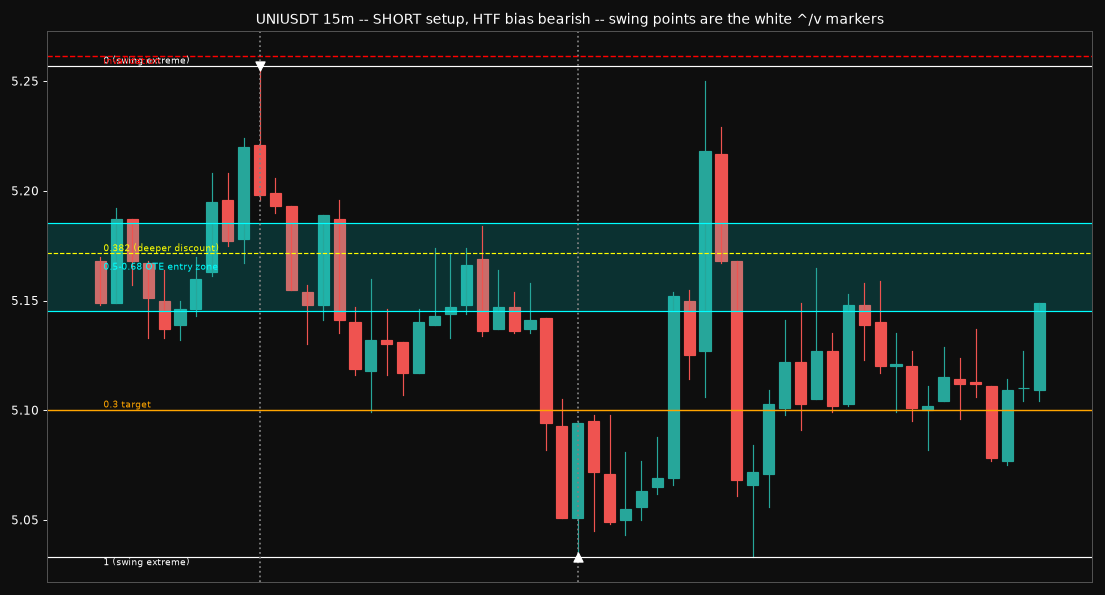 UNIUSDT 15m -- SHORT setup, HTF bias bearish -- swing points are the white ^/v markers
0 (swing extreme)
5.25
5.20
0.382 (deeper discount)
0.5-0.68 OTE entry zone
5.15
0.3 target
5.10
5.05
1 (swing extreme)